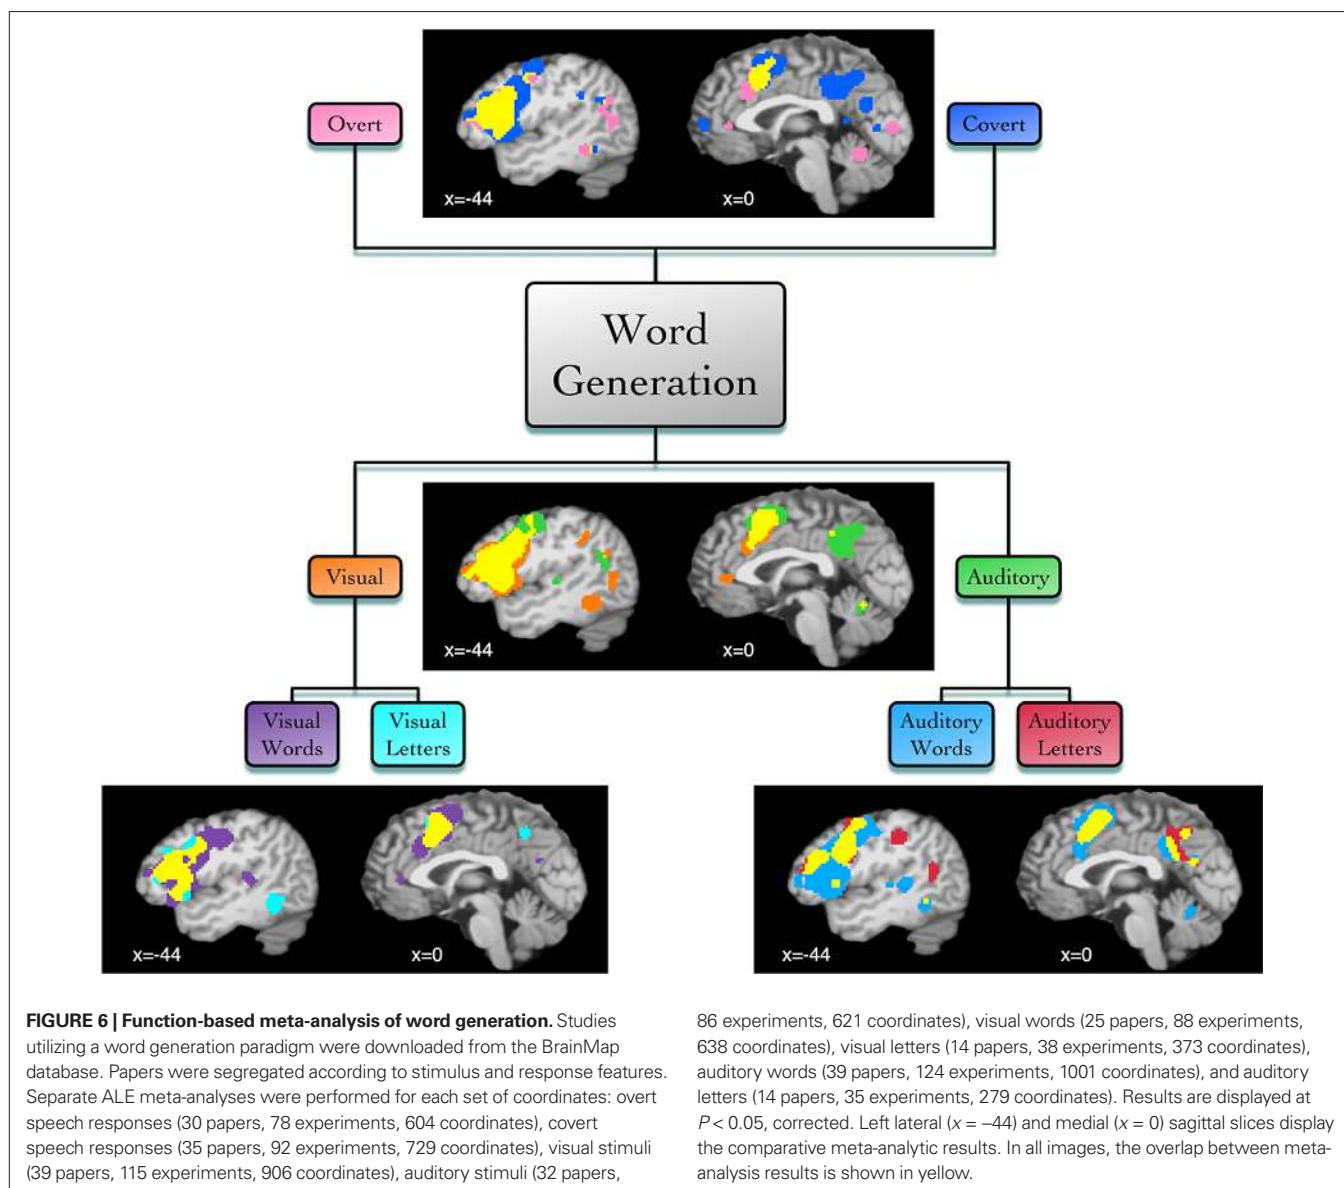 Overt
Covert
x=-44
x=0
Word
Generation
Visual
Auditory
x=-44
x=0
Visual
Words
Visual
Letters
Auditory
Words
Auditory
Letters
x=-44
x=0
x=-44
x=0
FIGURE 6 | Function-based meta-analysis of word generation. Studies
utilizing a word generation paradigm were downloaded from the BrainMap
database. Papers were segregated according to stimulus and response features.
Separate ALE meta-analyses were performed for each set of coordinates: overt
speech responses (30 papers, 78 experiments, 604 coordinates), covert
speech responses (35 papers, 92 experiments, 729 coordinates), visual stimuli
(39 papers, 115 experiments, 906 coordinates), auditory stimuli (32 papers,
86 experiments, 621 coordinates), visual words (25 papers, 88 experiments,
638 coordinates), visual letters (14 papers, 38 experiments, 373 coordinates),
auditory words (39 papers, 124 experiments, 1001 coordinates), and auditory
letters (14 papers, 35 experiments, 279 coordinates). Results are displayed at
P < 0.05, corrected. Left lateral (x = –44) and medial (x = 0) sagittal slices display
the comparative meta-analytic results. In all images, the overlap between meta-
analysis results is shown in yellow.